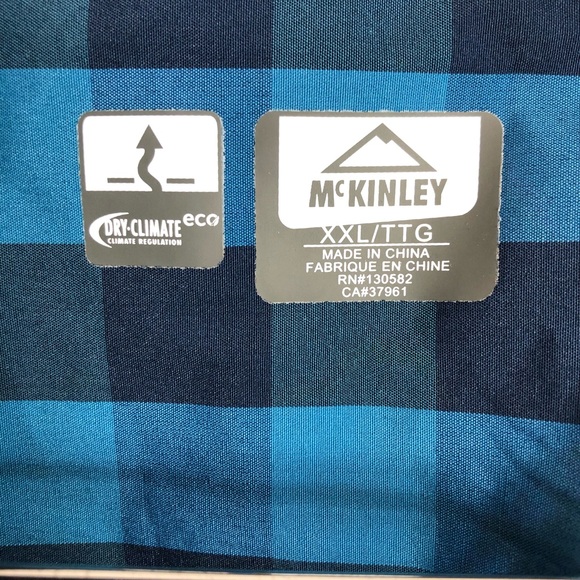 DRY-CLIMATE eco
CLIMATE REGULATION
McKINLEY
XXL/TTG
MADE IN CHINA
FABRIQUE EN CHINE
RN#130582
CA#37961